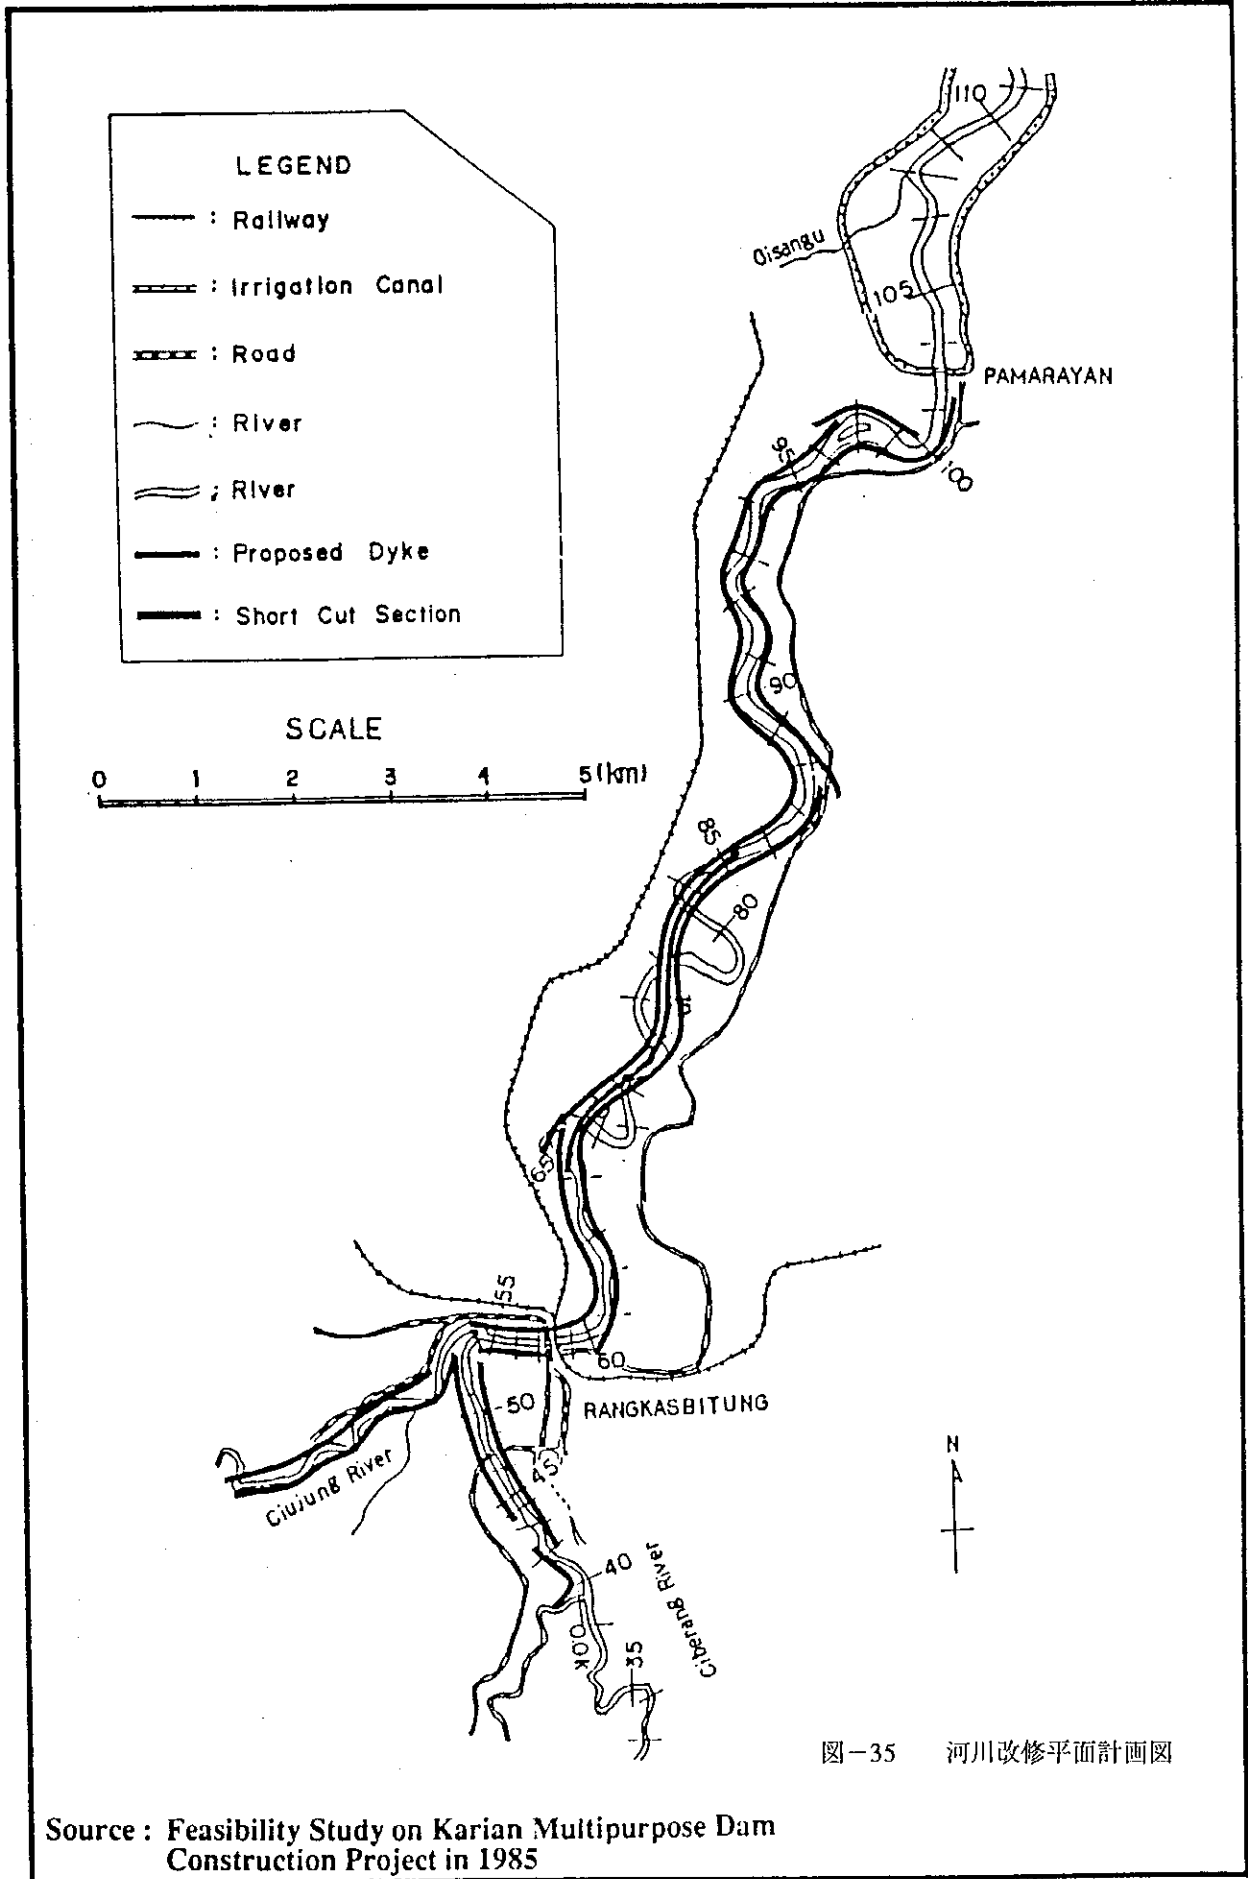 LEGEND
: Railway
: Irrigation Canal
: Road
: River
: River
: Proposed Dyke
: Short Cut Section
SCALE
0 1 2 3 4 5 (km)
110
Oisangu
105
PAMARAYAN
95
100
90
85
80
65
55
60
50
RANGKASBITUNG
45
Ciujung River
N
40
Ciberang River
0.0K
35
図-35 河川改修平面計画図
Source : Feasibility Study on Karian Multipurpose Dam
Construction Project in 1985